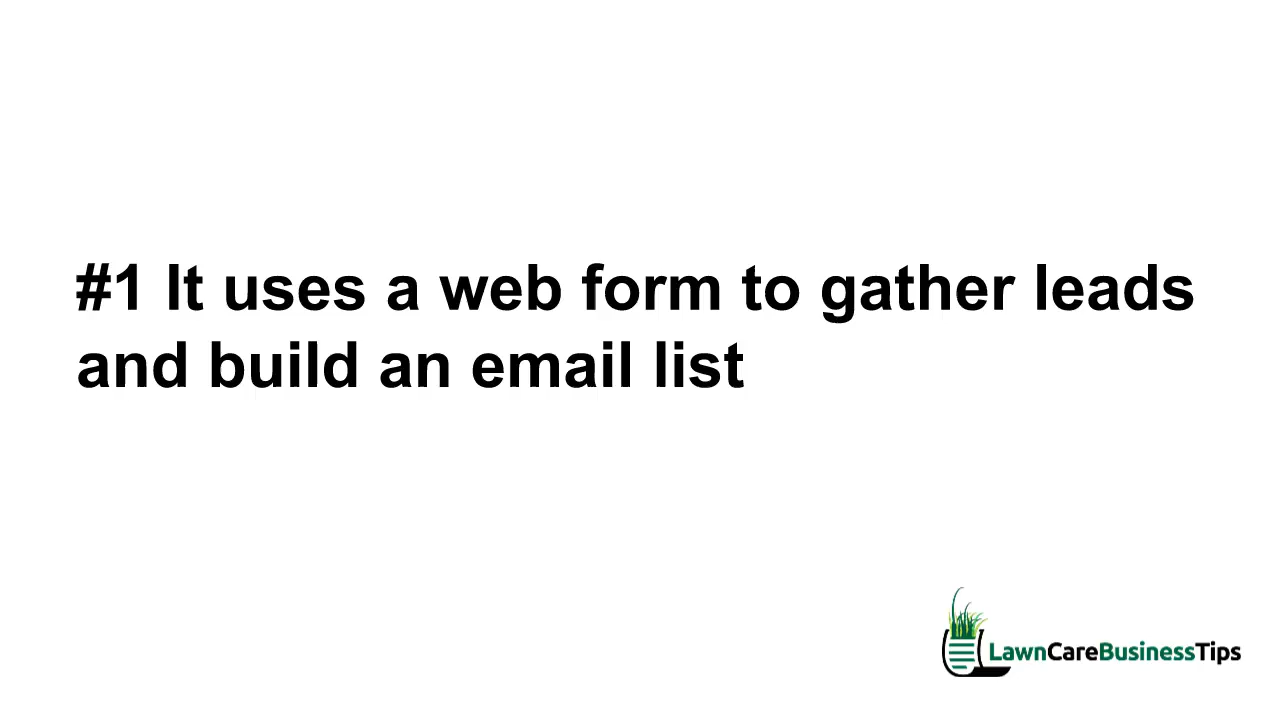 #1 It uses a web form to gather leads
and build an email list
LawnCareBusinessTips